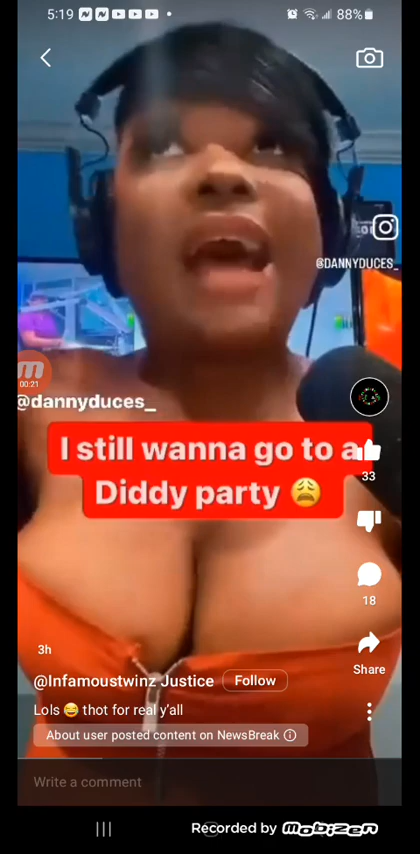 5:19
88%
@DANNYDUCES_
00:21
@dannyduces_
I still wanna go to a
Diddy party 😩
33
18
3h
Share
@Infamoustwinz Justice Follow
Lols 😅 thot for real y'all
About user posted content on NewsBreak
Write a comment
Recorded by mobizen